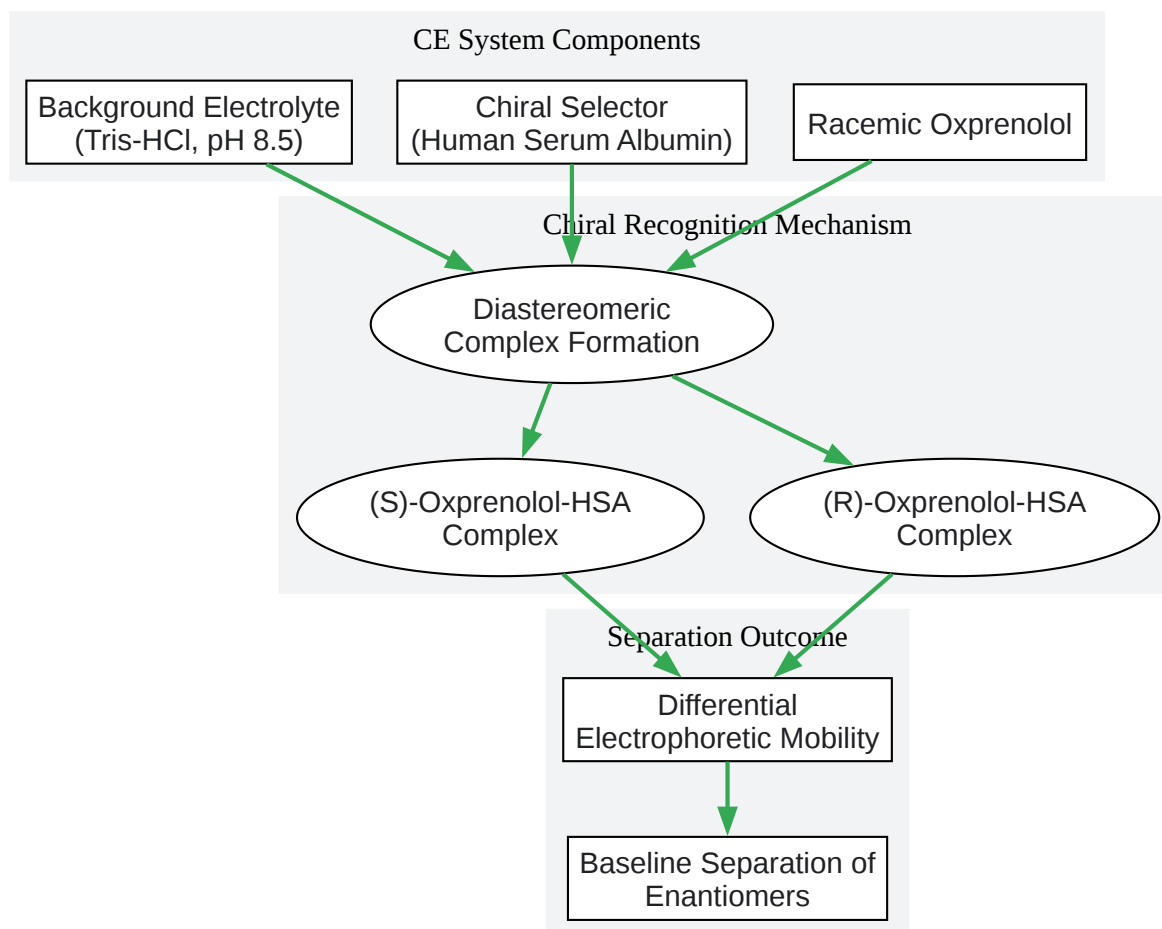 CE System Components
Background Electrolyte
(Tris-HCl, pH 8.5)
Chiral Selector
(Human Serum Albumin)
Racemic Oxprenolol
Chiral Recognition Mechanism
Diastereomeric
Complex Formation
(S)-Oxprenolol-HSA
Complex
(R)-Oxprenolol-HSA
Complex
Separation Outcome
Differential
Electrophoretic Mobility
Baseline Separation of
Enantiomers